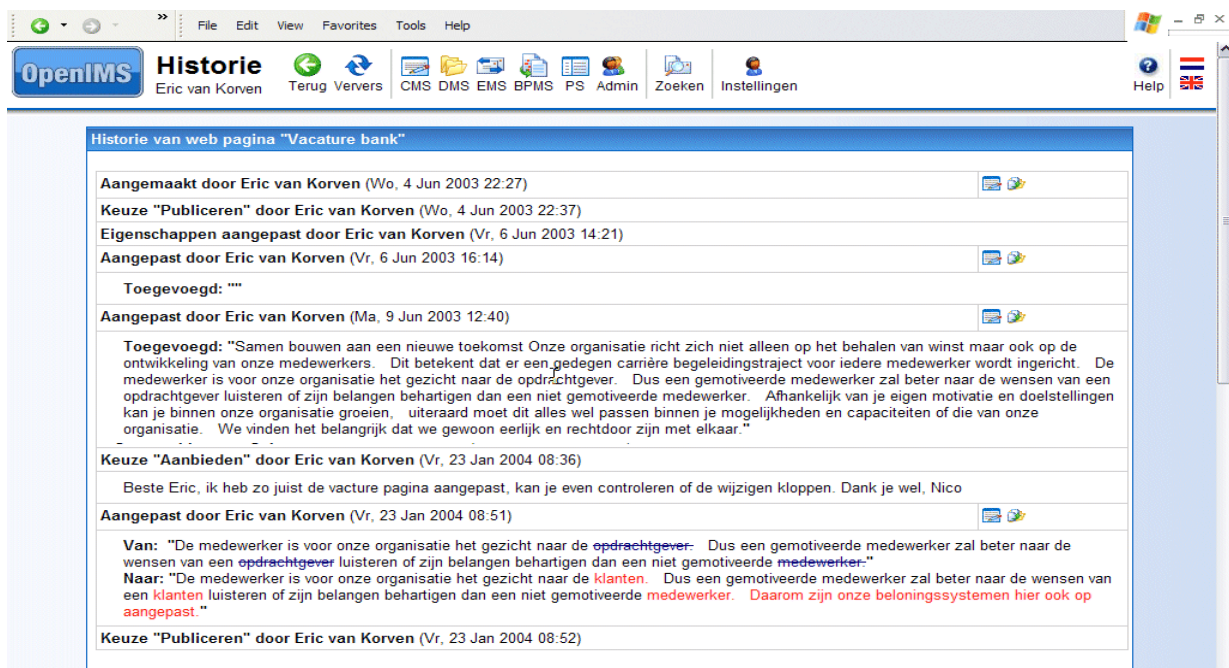 » File Edit View Favorites Tools Help
OpenIMS
Historie
Eric van Korven
Terug Ververs CMS DMS EMS BPMS PS Admin Zoeken Instellingen Help
Historie van web pagina "Vacature bank"
Aangemaakt door Eric van Korven (Wo, 4 Jun 2003 22:27)
Keuze "Publiceren" door Eric van Korven (Wo, 4 Jun 2003 22:37)
Eigenschappen aangepast door Eric van Korven (Vr, 6 Jun 2003 14:21)
Aangepast door Eric van Korven (Vr, 6 Jun 2003 16:14)
Toegevoegd: ""
Aangepast door Eric van Korven (Ma, 9 Jun 2003 12:40)
Toegevoegd: "Samen bouwen aan een nieuwe toekomst Onze organisatie richt zich niet alleen op het behalen van winst maar ook op de
ontwikkeling van onze medewerkers. Dit betekent dat er een gedegen carrière begeleidingstraject voor iedere medewerker wordt ingericht. De
medewerker is voor onze organisatie het gezicht naar de opdrachtgever. Dus een gemotiveerde medewerker zal beter naar de wensen van een
opdrachtgever luisteren of zijn belangen behartigen dan een niet gemotiveerde medewerker. Afhankelijk van je eigen motivatie en doelstellingen
kan je binnen onze organisatie groeien, uiteraard moet dit alles wel passen binnen je mogelijkheden en capaciteiten of die van onze
organisatie. We vinden het belangrijk dat we gewoon eerlijk en rechtdoor zijn met elkaar."
Keuze "Aanbieden" door Eric van Korven (Vr, 23 Jan 2004 08:36)
Beste Eric, ik heb zo juist de vacture pagina aangepast, kan je even controleren of de wijzigen kloppen. Dank je wel, Nico
Aangepast door Eric van Korven (Vr, 23 Jan 2004 08:51)
Van: "De medewerker is voor onze organisatie het gezicht naar de opdrachtgever. Dus een gemotiveerde medewerker zal beter naar de
wensen van een opdrachtgever luisteren of zijn belangen behartigen dan een niet gemotiveerde medewerker."
Naar: "De medewerker is voor onze organisatie het gezicht naar de klanten. Dus een gemotiveerde medewerker zal beter naar de wensen van
een klanten luisteren of zijn belangen behartigen dan een niet gemotiveerde medewerker. Daarom zijn onze beloningssystemen hier ook op
aangepast."
Keuze "Publiceren" door Eric van Korven (Vr, 23 Jan 2004 08:52)